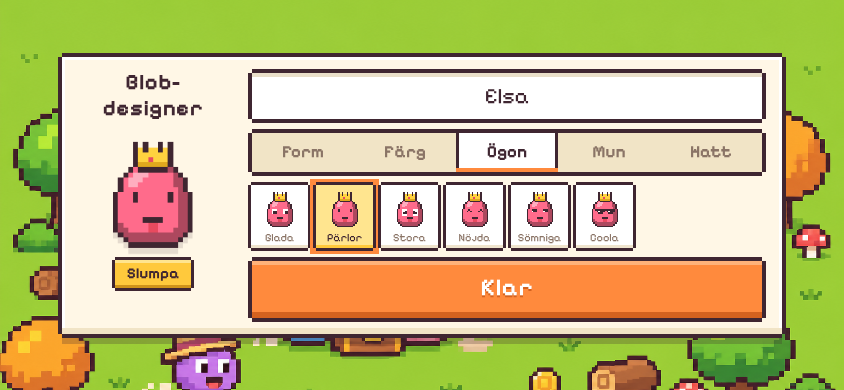 Blob-
designer
Elsa
Form Färg Ögon Mun Hatt
Glada Pärlor Stora Nöjda Sömniga Coola
Slumpa
Klar